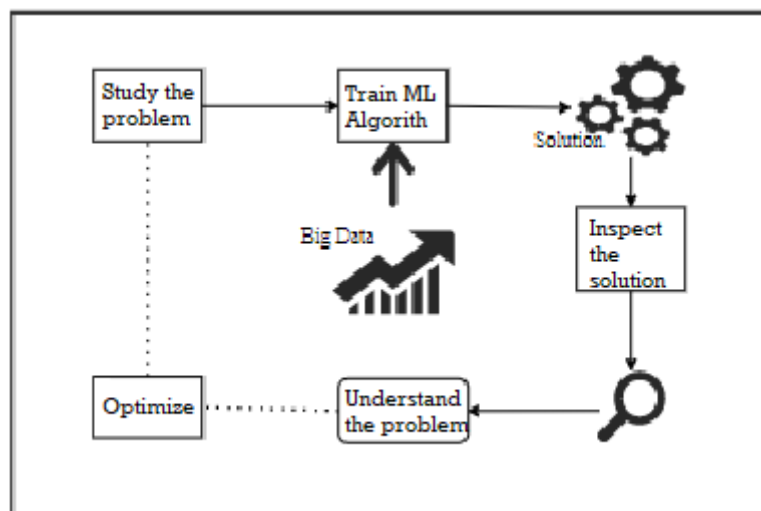 Study the
problem
Train ML
Algorith
Solution
Big Data
Inspect
the
solution
Optimize
Understand
the problem